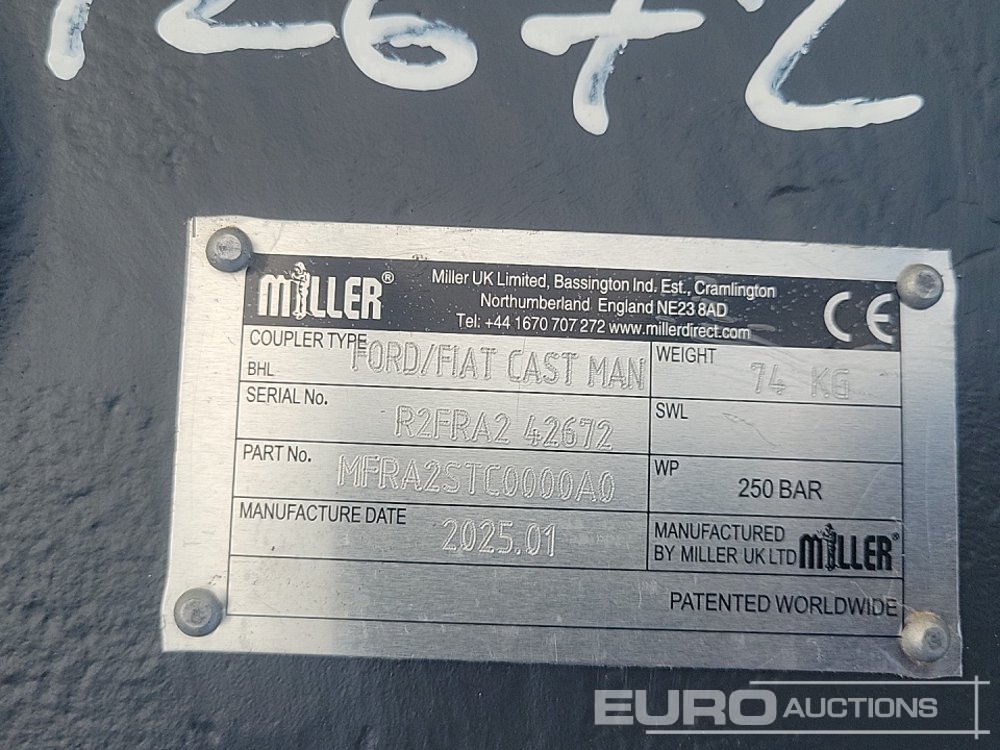 42672
MILLER®
Miller UK Limited, Bassington Ind. Est., Cramlington
Northumberland England NE23 8AD
Tel: +44 1670 707 272 www.millerdirect.com
CE
COUPLER TYPE FORD/FIAT CAST MAN
BHL
WEIGHT 74 KG
SERIAL No. R2FRA2 42672
SWL
PART No. MFRA2STC0000A0
WP 250 BAR
MANUFACTURE DATE 2025.01
MANUFACTURED
BY MILLER UK LTD MILLER®
PATENTED WORLDWIDE
EURO AUCTIONS